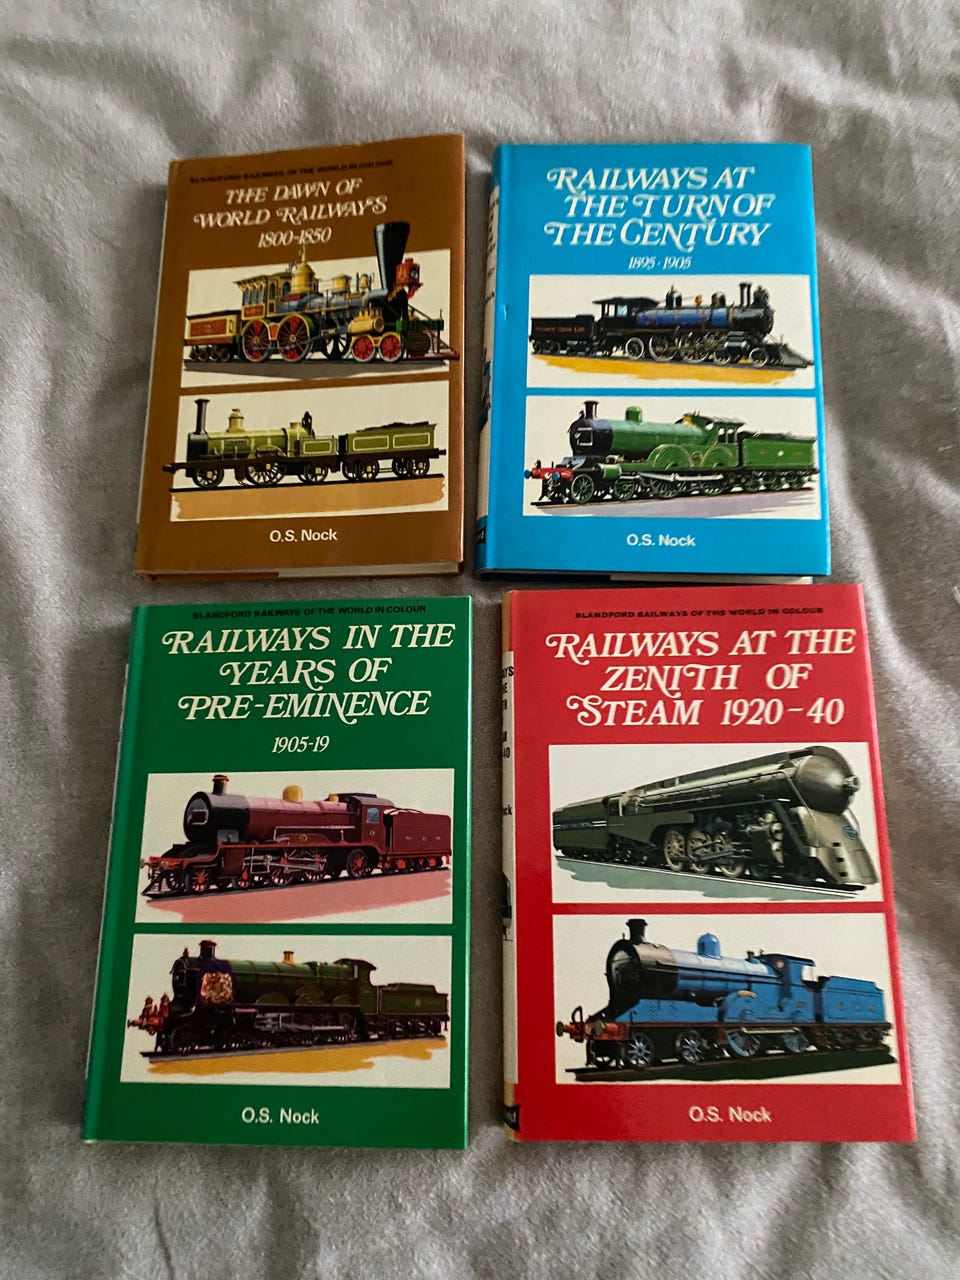 BLANDFORD RAILWAYS OF THE WORLD IN COLOUR
THE DAWN OF
WORLD RAILWAYS
1800-1850
O.S. Nock
RAILWAYS AT
THE TURN OF
THE CENTURY
1895-1905
O.S. Nock
BLANDFORD RAILWAYS OF THE WORLD IN COLOUR
RAILWAYS IN THE
YEARS OF
PRE-EMINENCE
1905-19
O.S. Nock
BLANDFORD RAILWAYS OF THE WORLD IN COLOUR
RAILWAYS AT THE
ZENITH OF
STEAM 1920-40
O.S. Nock